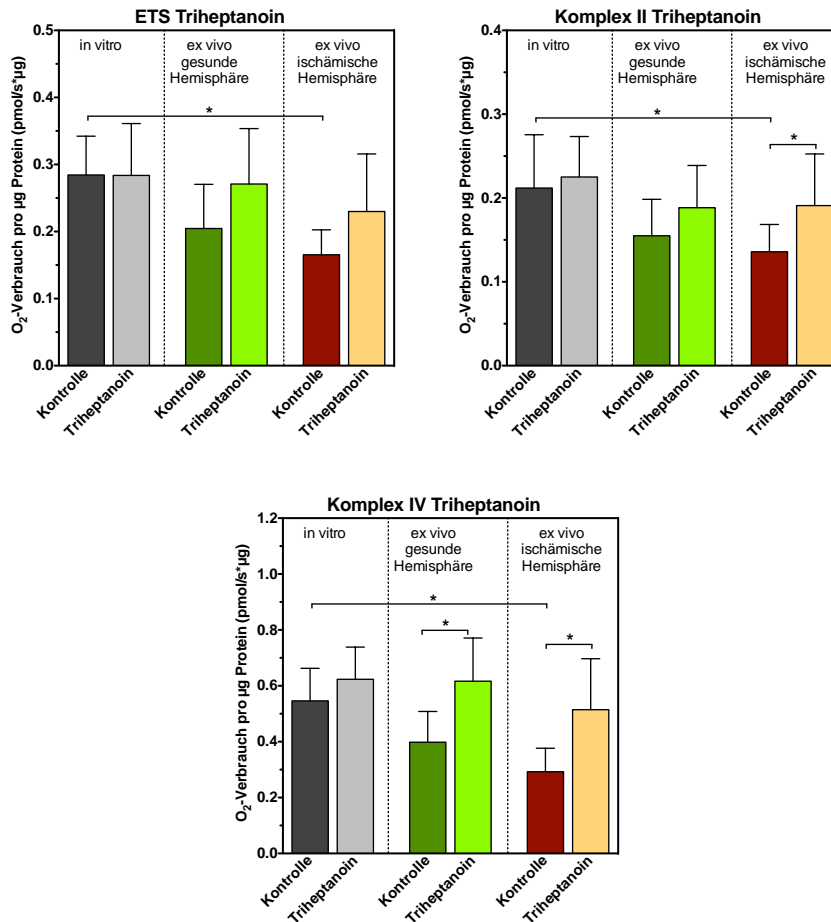 ETS Triheptanoin
O2-Verbrauch pro µg Protein (pmol/s*µg)
0.5
0.4
0.3
0.2
0.1
0.0
in vitro
ex vivo
gesunde
Hemisphäre
ex vivo
ischämische
Hemisphäre
*
Kontrolle
Triheptanoin
Kontrolle
Triheptanoin
Kontrolle
Triheptanoin
Komplex II Triheptanoin
O2-Verbrauch pro µg Protein (pmol/s*µg)
0.4
0.3
0.2
0.1
0.0
in vitro
ex vivo
gesunde
Hemisphäre
ex vivo
ischämische
Hemisphäre
*
*
Kontrolle
Triheptanoin
Kontrolle
Triheptanoin
Kontrolle
Triheptanoin
Komplex IV Triheptanoin
O2-Verbrauch pro µg Protein (pmol/s*µg)
1.2
1.0
0.8
0.6
0.4
0.2
0.0
in vitro
ex vivo
gesunde
Hemisphäre
ex vivo
ischämische
Hemisphäre
*
*
*
Kontrolle
Triheptanoin
Kontrolle
Triheptanoin
Kontrolle
Triheptanoin